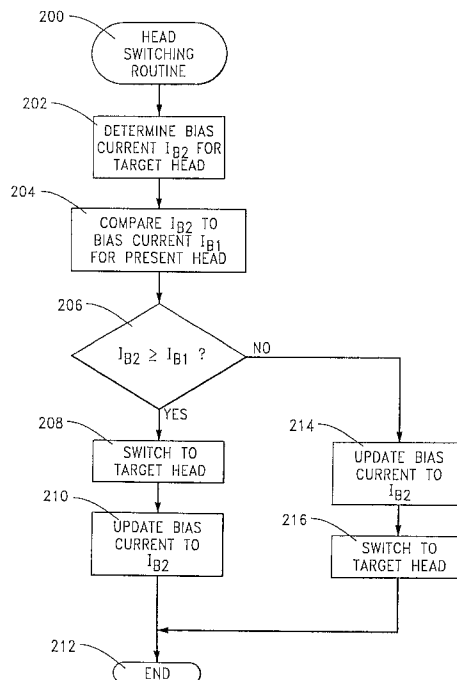 200
HEAD
SWITCHING
ROUTINE
202
DETERMINE BIAS
CURRENT IB2 FOR
TARGET HEAD
204
COMPARE IB2 TO
BIAS CURRENT IB1
FOR PRESENT HEAD
206
IB2 ≥ IB1 ?
NO
YES
208
SWITCH TO
TARGET HEAD
214
UPDATE BIAS
CURRENT TO
IB2
210
UPDATE BIAS
CURRENT TO
IB2
216
SWITCH TO
TARGET HEAD
212
END